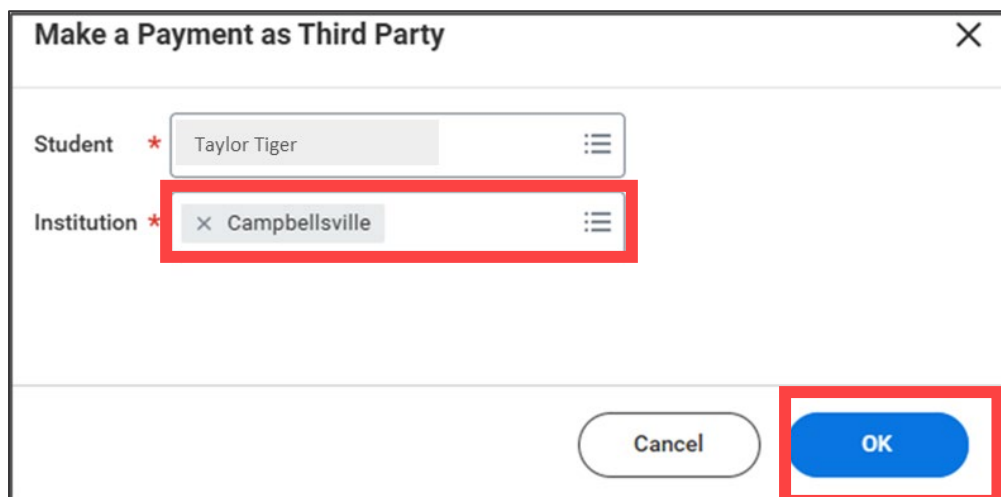 Make a Payment as Third Party
Student * Taylor Tiger
Institution * × Campbellsville
Cancel OK